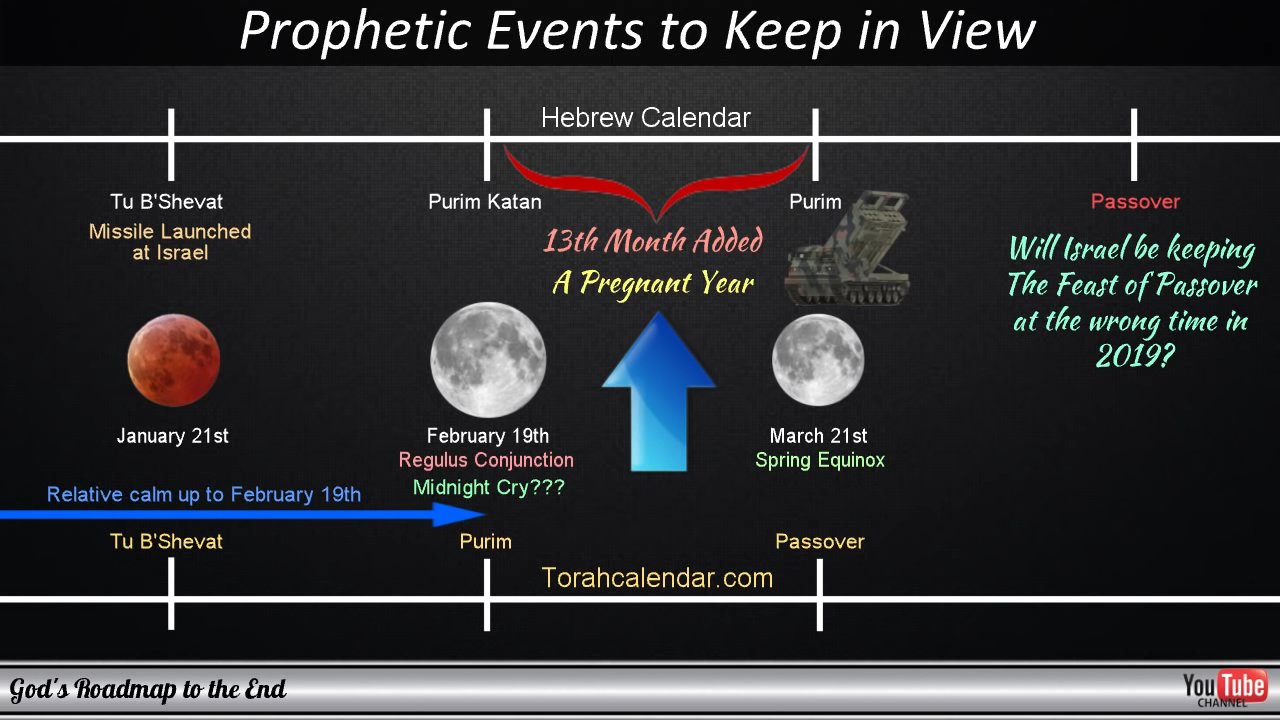 Prophetic Events to Keep in View
Hebrew Calendar
Tu B'Shevat
Missile Launched
at Israel
Purim Katan
13th Month Added
A Pregnant Year
Purim
Passover
Will Israel be keeping
The Feast of Passover
at the wrong time in
2019?
January 21st
February 19th
Regulus Conjunction
Midnight Cry???
March 21st
Spring Equinox
Relative calm up to February 19th
Tu B'Shevat
Purim
Passover
Torahcalendar.com
God's Roadmap to the End
YouTube
CHANNEL